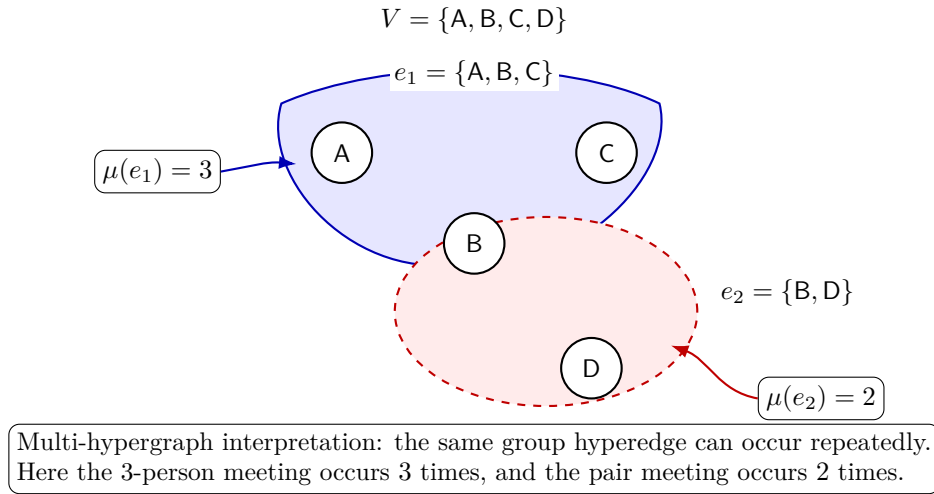 V = {A, B, C, D}
e₁ = {A, B, C}
A
C
μ(e₁) = 3
B
e₂ = {B, D}
D
μ(e₂) = 2
Multi-hypergraph interpretation: the same group hyperedge can occur repeatedly.
Here the 3-person meeting occurs 3 times, and the pair meeting occurs 2 times.